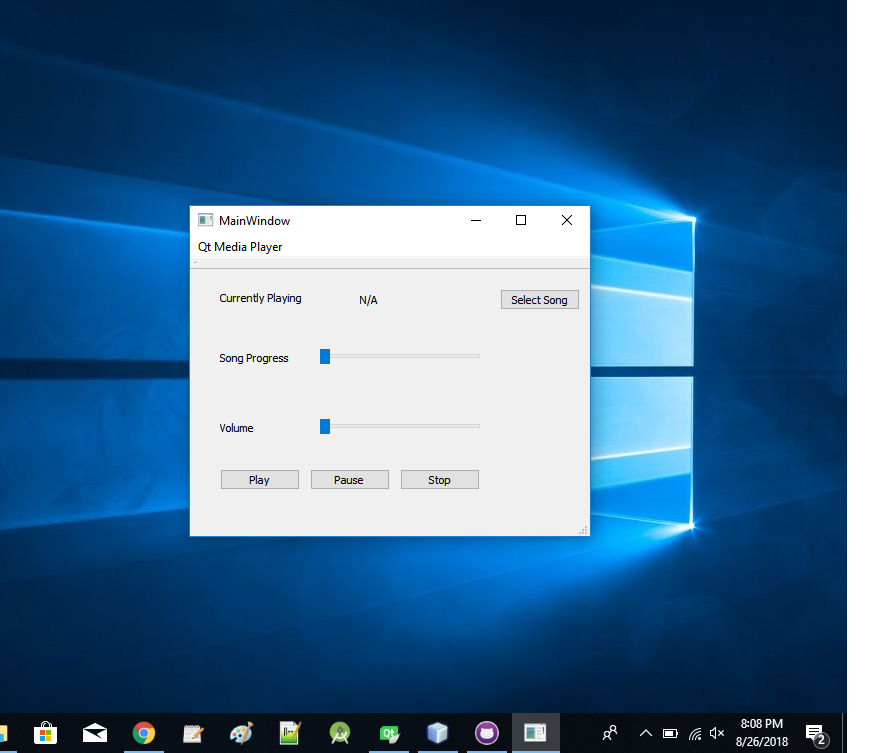 MainWindow
Qt Media Player
Currently Playing N/A Select Song
Song Progress
Volume
Play Pause Stop
Qt
8:08 PM
8/26/2018
2